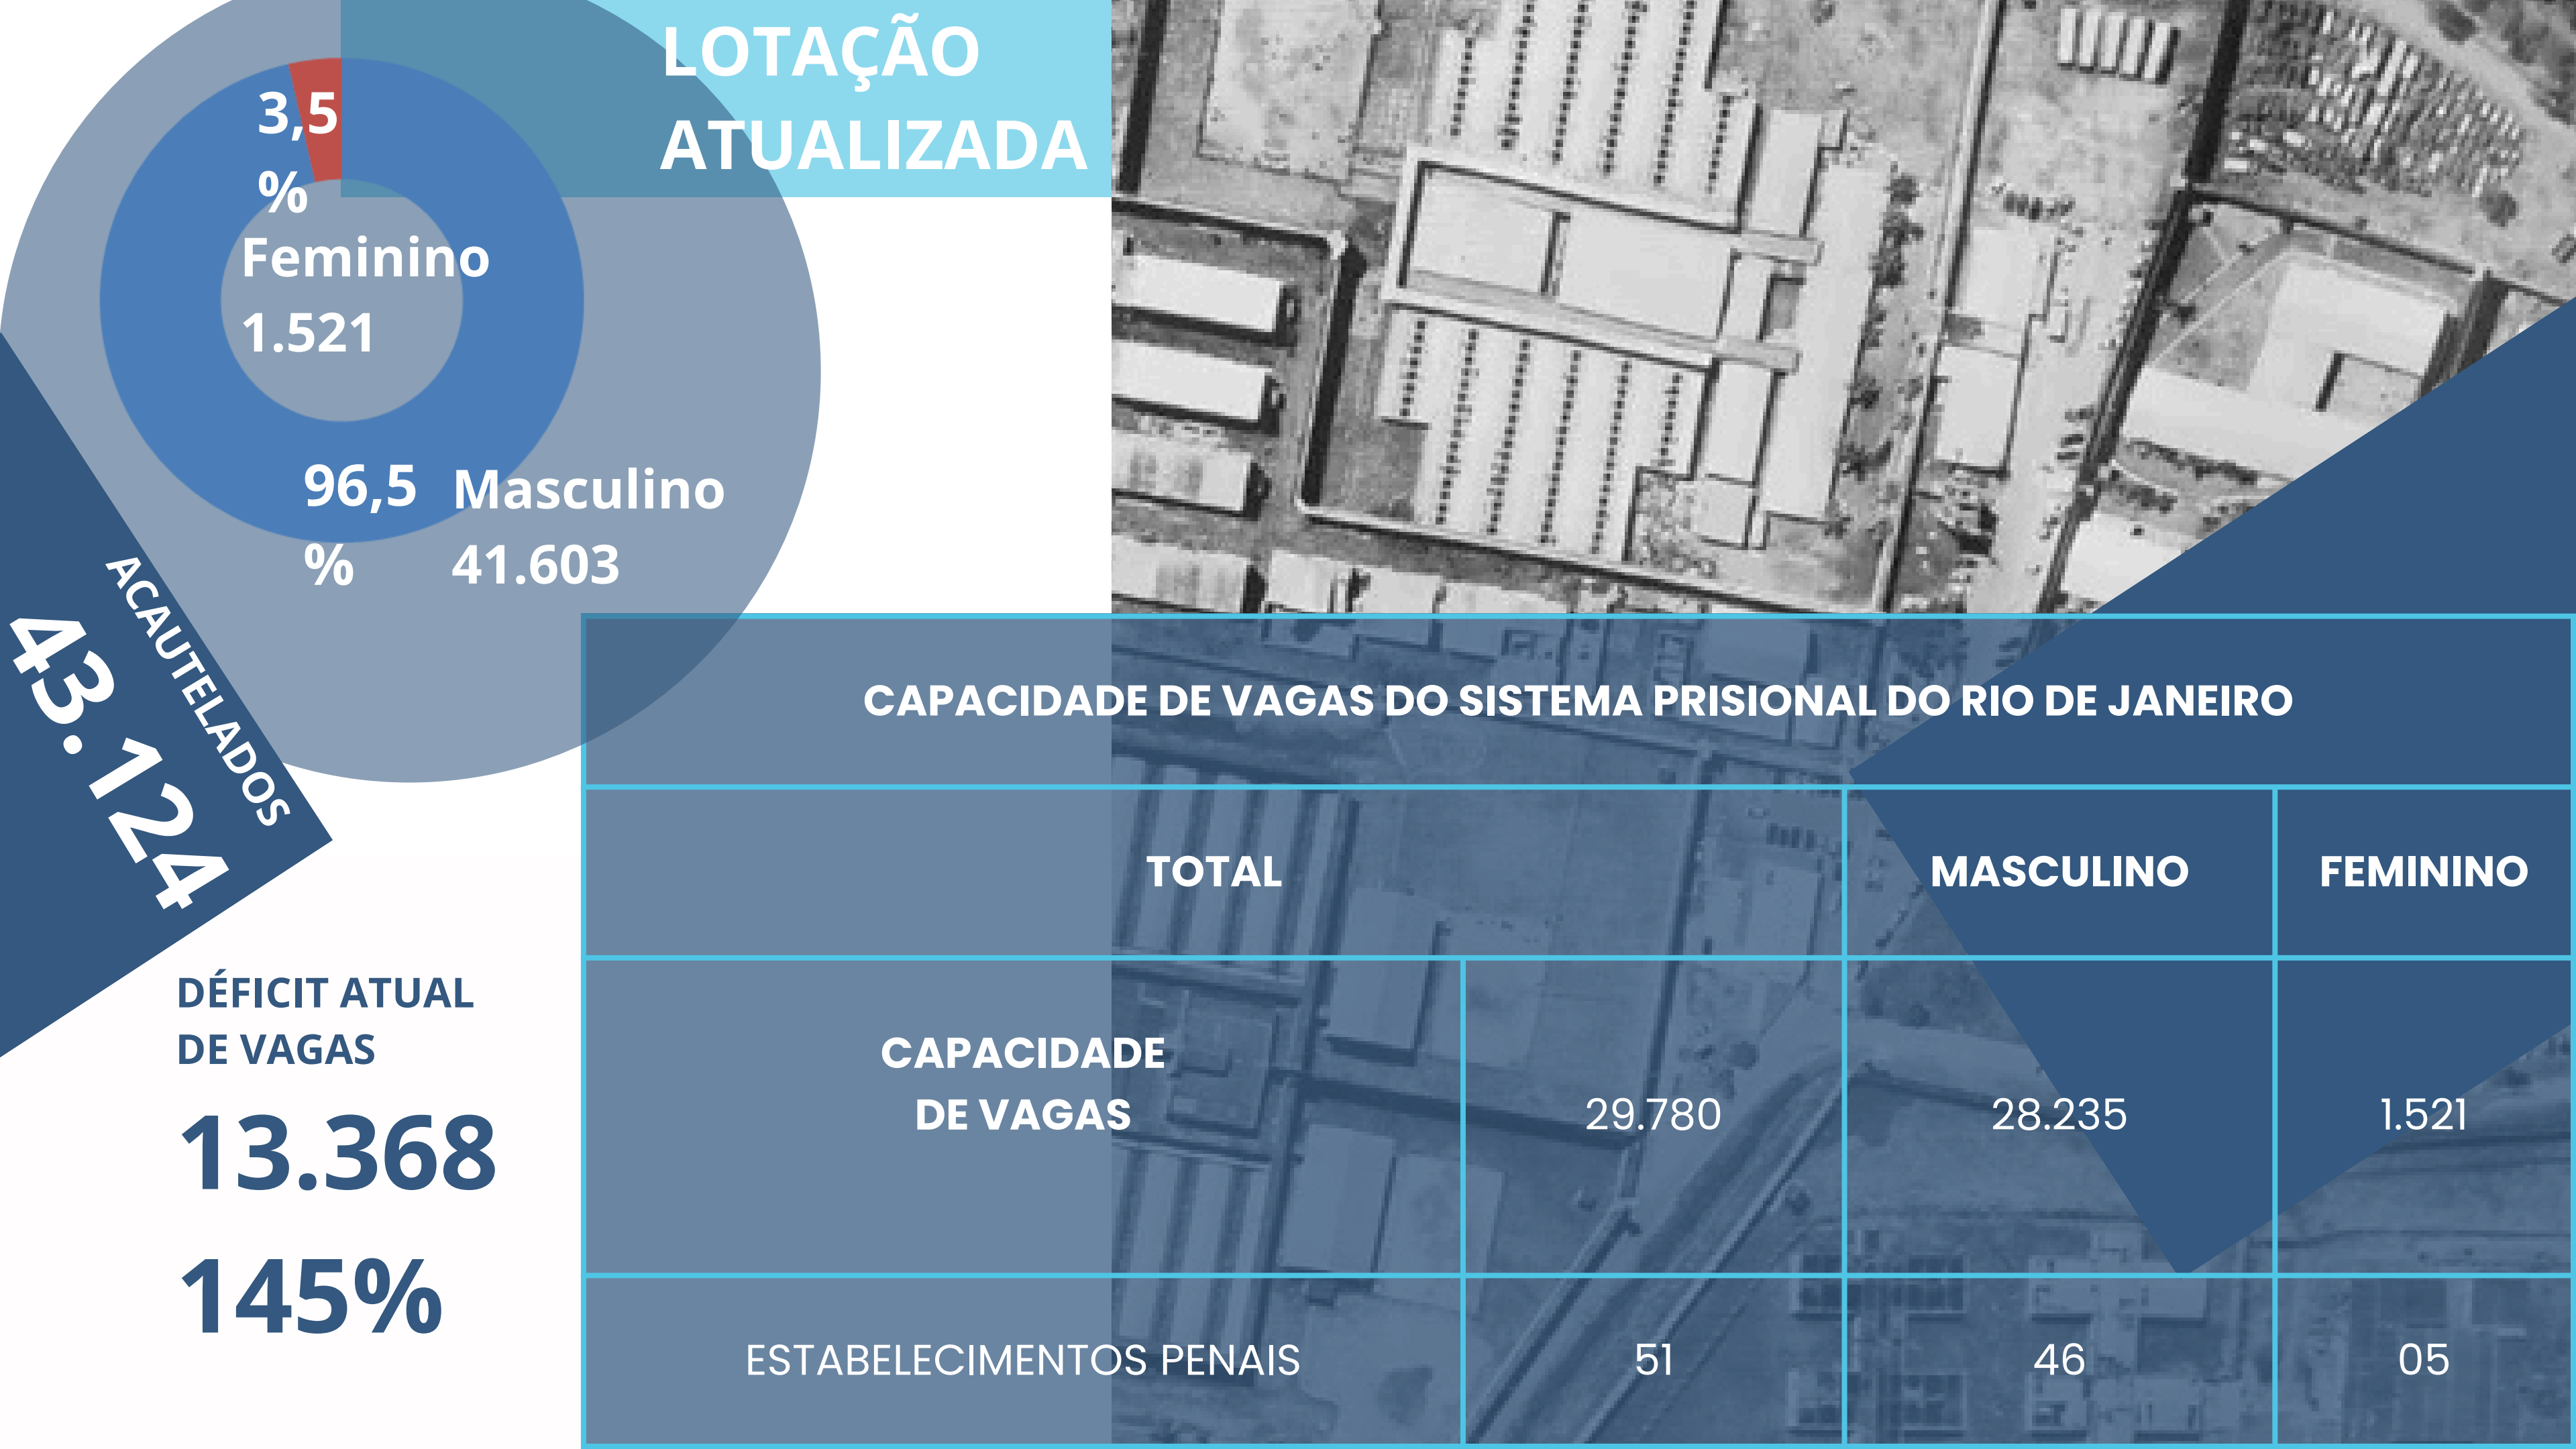 LOTAÇÃO
ATUALIZADA
3,5
%
Feminino
1.521
96,5
%
Masculino
41.603
ACAUTELADOS
43.124
DÉFICIT ATUAL
DE VAGAS
13.368
145%
CAPACIDADE DE VAGAS DO SISTEMA PRISIONAL DO RIO DE JANEIRO
TOTAL MASCULINO FEMININO
CAPACIDADE
DE VAGAS 29.780 28.235 1.521
ESTABELECIMENTOS PENAIS 51 46 05